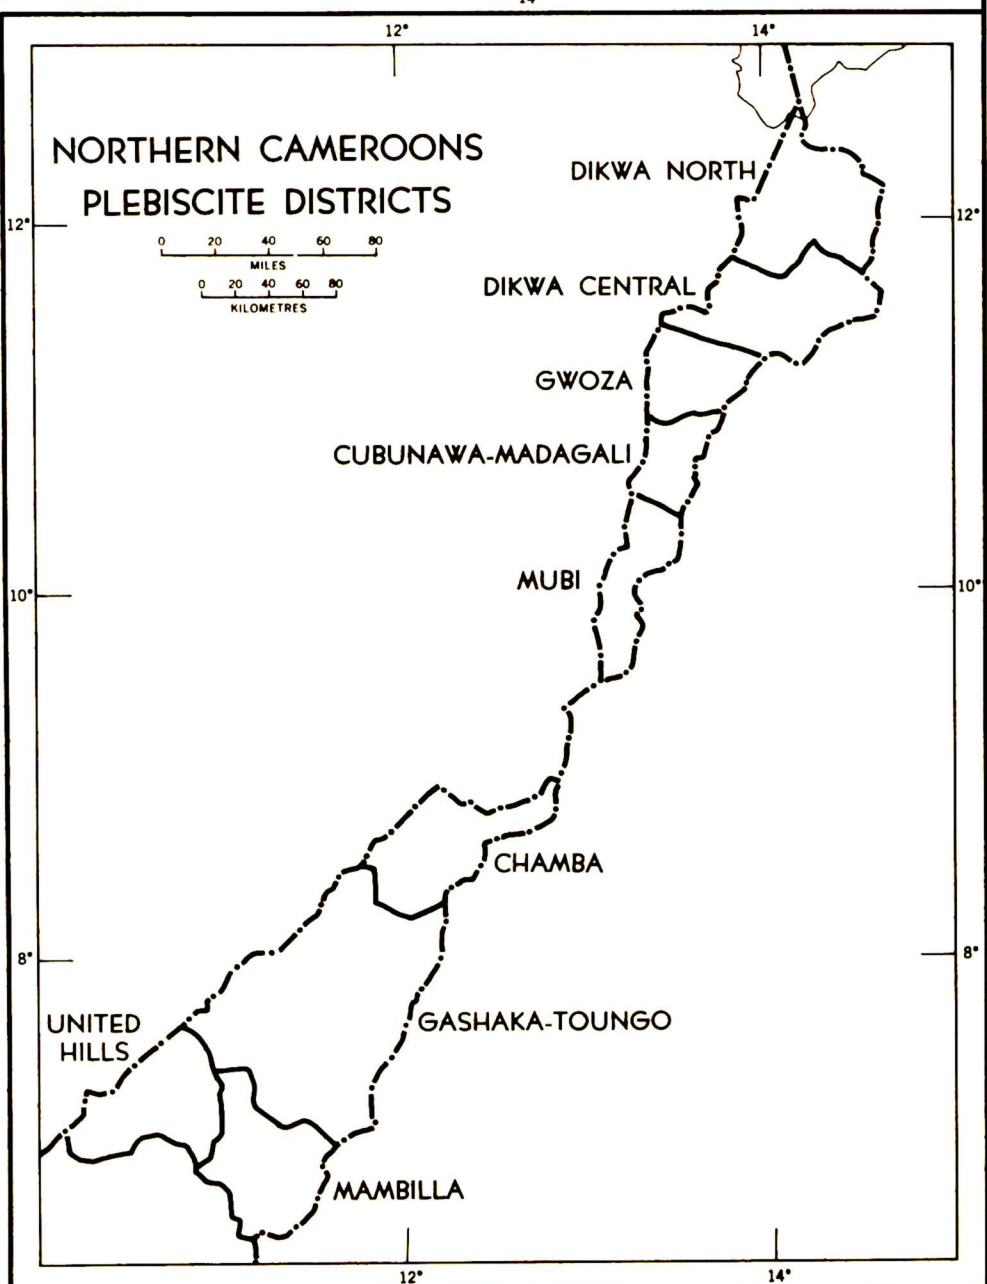 14
12° 14°
NORTHERN CAMEROONS
PLEBISCITE DISTRICTS
0 20 40 60 80
MILES
0 20 40 60 80
KILOMETRES
DIKWA NORTH
12° 12°
DIKWA CENTRAL
GWOZA
CUBUNAWA-MADAGALI
MUBI
10° 10°
CHAMBA
8° 8°
UNITED
HILLS
GASHAKA-TOUNGO
MAMBILLA
12° 14°